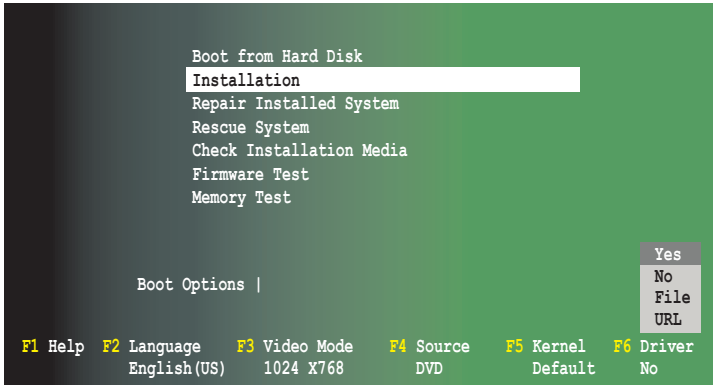 Boot from Hard Disk
Installation
Repair Installed System
Rescue System
Check Installation Media
Firmware Test
Memory Test
Yes
No
File
URL
Boot Options |
F1 Help F2 Language F3 Video Mode F4 Source F5 Kernel F6 Driver
English(US) 1024 X768 DVD Default No